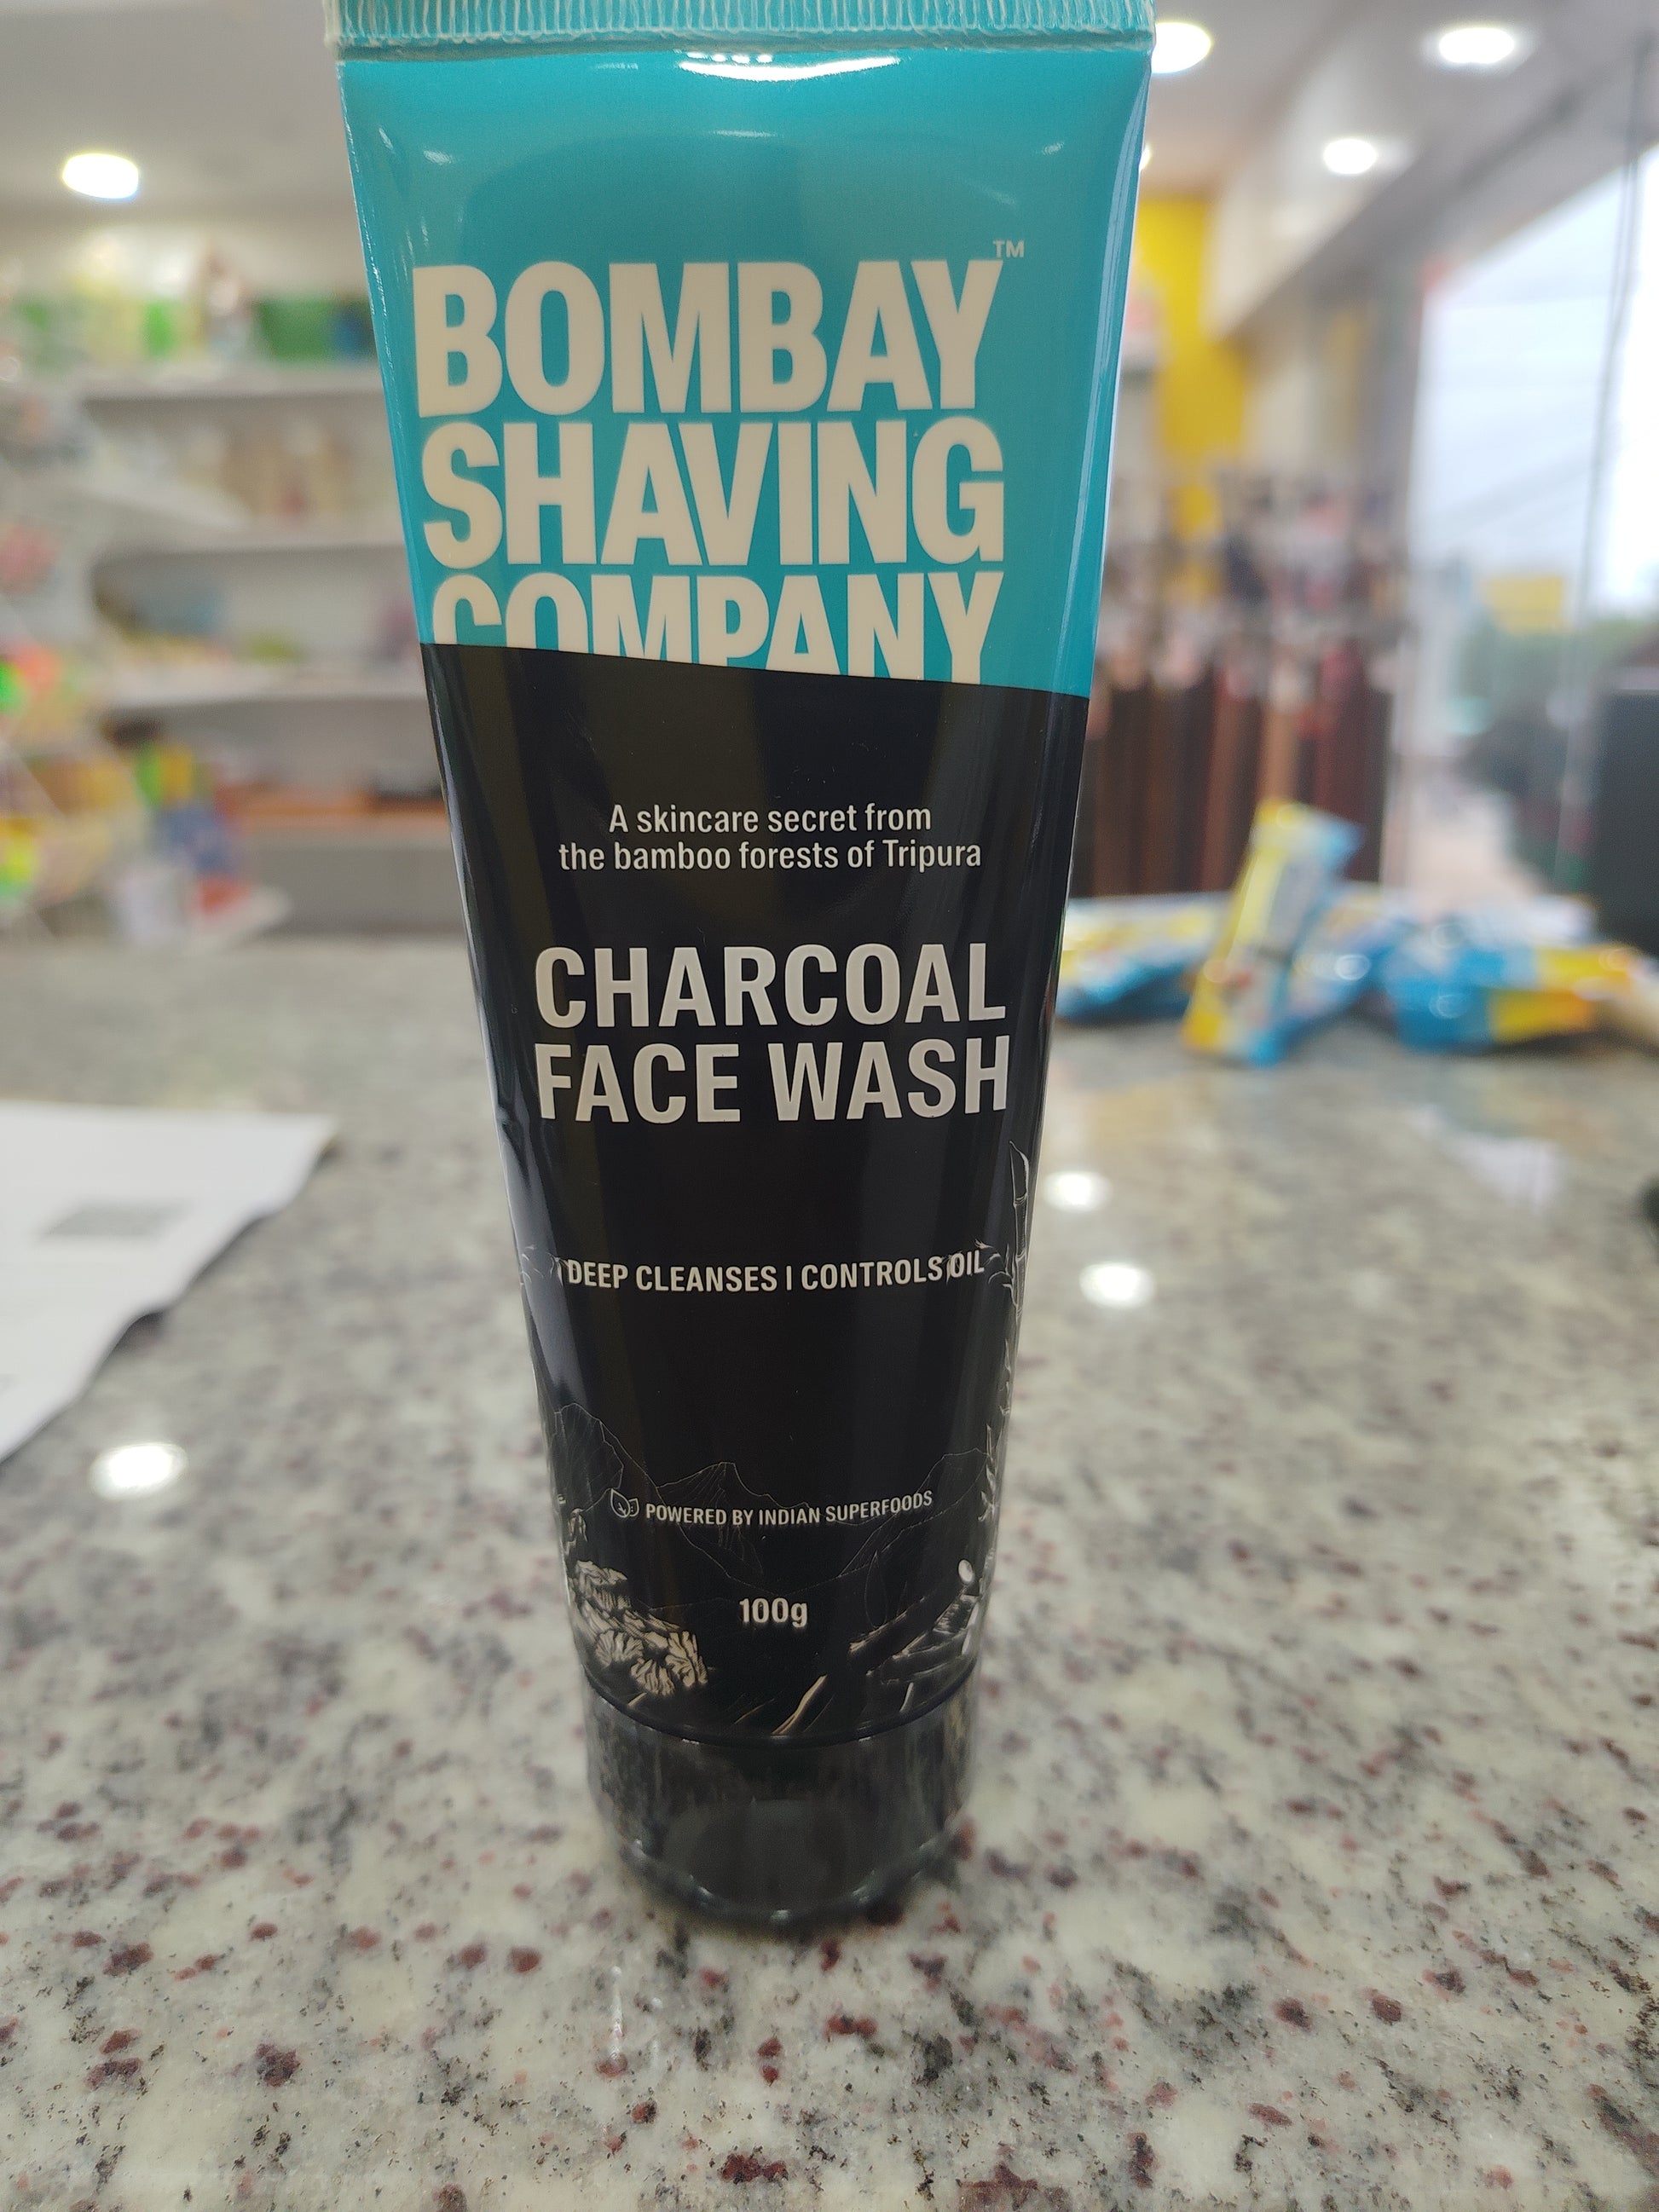 BOMBAY™
SHAVING
COMPANY
A skincare secret from
the bamboo forests of Tripura
CHARCOAL
FACE WASH
DEEP CLEANSES | CONTROLS OIL
POWERED BY INDIAN SUPERFOODS
100g